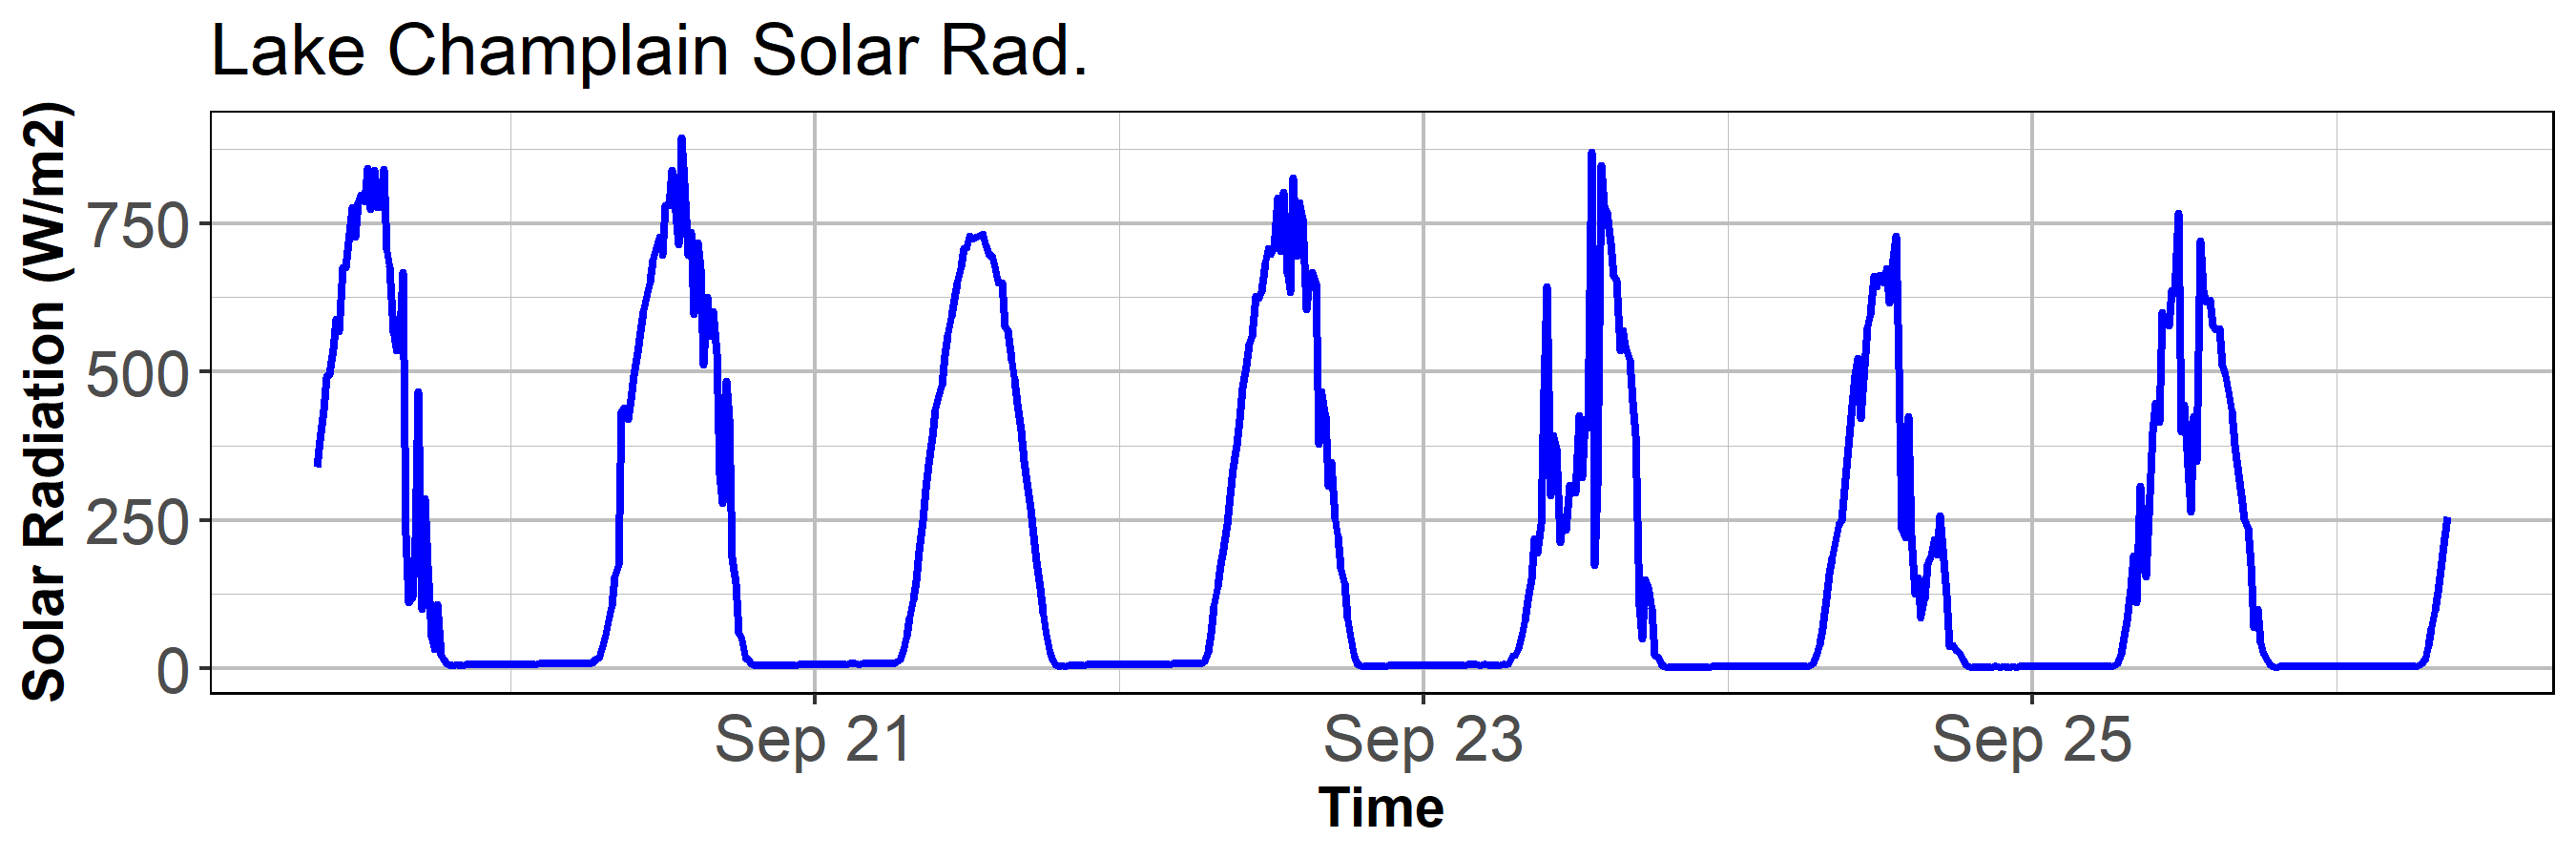 Lake Champlain Solar Rad.
Solar Radiation (W/m2)
750
500
250
0
Sep 21
Sep 23
Sep 25
Time